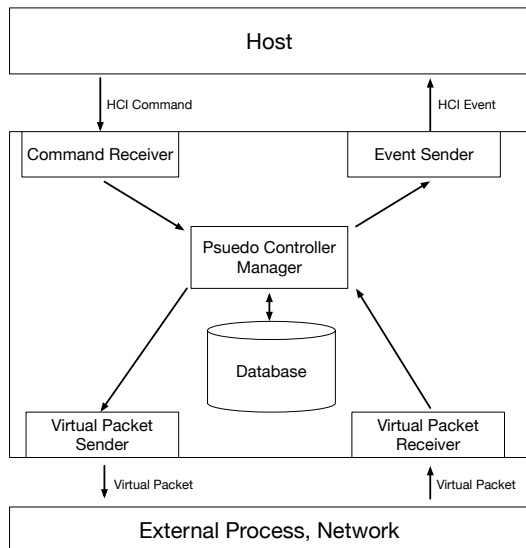 Host
HCI Command
HCI Event
Command Receiver
Event Sender
Psuedo Controller
Manager
Database
Virtual Packet
Sender
Virtual Packet
Receiver
Virtual Packet
Virtual Packet
External Process, Network